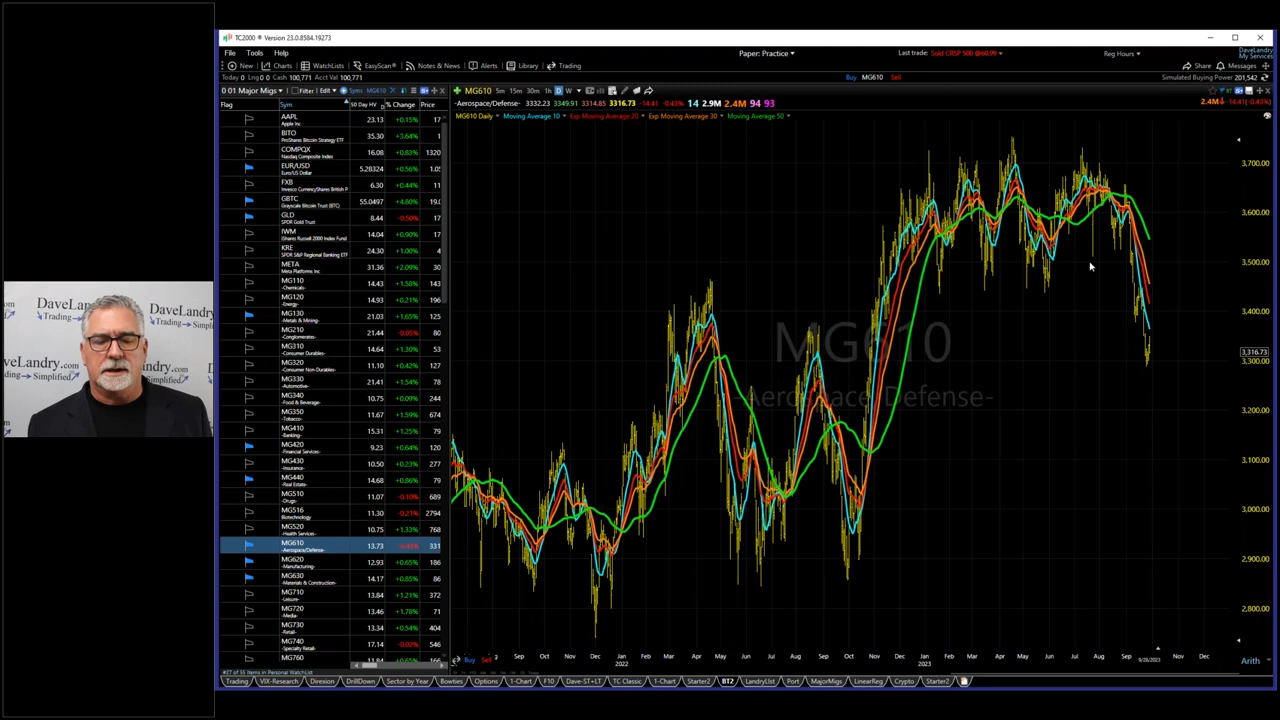 TC2000 ® Version 23.0.8584.19273
File Tools Help
Paper: Practice
Last trade: Sold CRSP 500 @60.99
Reg Hours
DaveLandry
My Services
New Charts WatchLists EasyScan® Notes & News Alerts Library Trading
Share Messages
Today 0 Lng 0 0 Cash 100,771 Acct Val 100,771
Buy MG610 Sell
Simulated Buying Power 201,542
0 01 Major Migs Filter Edit Syms MG610
MG610 5m 15m 30m 1h D W
Flag Sym 50 Day HV % Change Price
-Aerospace/Defense- 3332.23 3349.91 3314.85 3316.73 -14.41 -0.43% 14 2.9M 2.4M 94 93
2.4M -14.41(-0.43%)
MG610 Daily Moving Average 10 Exp Moving Average 20 Exp Moving Average 30 Moving Average 50
AAPL 23.13 +0.15% 17
Apple Inc
BITO 35.30 +3.64% 1
ProShares Bitcoin Strategy ETF
COMPQX 16.08 +0.83% 1320
Nasdaq Composite Index
EUR/USD 5.28324 +0.56% 1.05
Euro/US Dollar
FXB 6.30 +0.44% 11
Invesco CurrencyShares British P
GBTC 55.0497 +4.80% 19.0
Grayscale Bitcoin Trust (BTC)
GLD 8.44 -0.50% 17
SPDR Gold Trust
IWM 14.04 +0.90% 17
iShares Russell 2000 Index Fund
KRE 24.30 +1.00% 4
SPDR S&P Regional Banking ETF
META 31.36 +2.09% 30
Meta Platforms Inc
MG110 14.43 +1.58% 143
-Chemicals-
MG120 14.93 +0.21% 196
-Energy-
MG130 21.08 +1.65% 125
-Metals & Mining-
MG210 21.44 -0.05% 80
-Conglomerates-
MG310 14.64 +1.30% 53
-Consumer Durables-
MG320 11.10 +0.42% 127
-Consumer Non-Durables-
MG330 21.41 +1.54% 78
-Automotive-
MG340 10.75 +0.09% 244
-Food & Beverage-
MG350 11.67 +1.59% 674
-Tobacco-
MG410 15.31 +1.25% 79
-Banking-
MG420 9.23 +0.64% 120
-Financial Services-
MG430 10.50 +0.23% 277
-Insurance-
MG440 14.68 +0.86% 79
-Real Estate-
MG510 11.07 -0.10% 689
-Drugs-
MG516 11.30 -0.21% 2794
Biotechnology
MG520 10.75 +1.33% 768
-Health Services-
MG610 13.73 -0.43% 331
-Aerospace/Defense-
MG620 12.93 +0.65% 186
-Manufacturing-
MG630 14.17 +0.85% 86
-Materials & Construction-
MG710 13.84 +1.21% 372
-Leisure-
MG720 13.46 +1.78% 71
-Media-
MG730 13.34 +0.54% 404
-Retail-
MG740 17.14 -0.02% 546
-Specialty Retail-
MG760 11.84 +0.65% 166
#27 of 55 Items in Personal WatchList
MG610
-Aerospace/Defense-
3,700.00
3,600.00
3,500.00
3,400.00
3,316.73
3,300.00
3,200.00
3,100.00
3,000.00
2,900.00
2,800.00
Buy Sell
Sep Oct Nov Dec Jan Feb Mar Apr May Jun Jul Aug Sep Oct Nov Dec Jan Feb Mar Apr May Jun Jul Aug Sep 9/28/2023 Nov Dec
2022 2023
Arith
Trading VIX-Research Direxion DrillDown Sector by Year Bowties Options 1-Chart F10 Dave-ST+LT TC Classic 1-Chart Starter2 BT2 LandryList Port MajorMigs LinearReg Crypto Starter2
DaveLandry.com
Trading Simplified